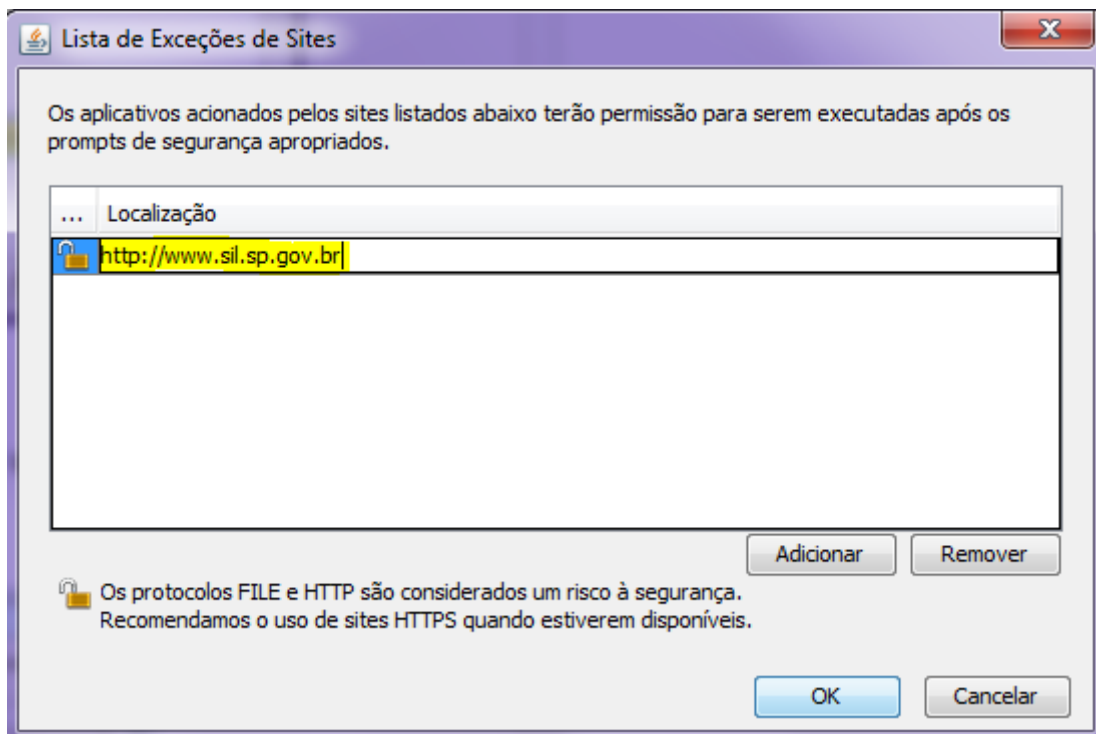 Lista de Exceções de Sites
Os aplicativos acionados pelos sites listados abaixo terão permissão para serem executadas após os
prompts de segurança apropriados.
... Localização
http://www.sil.sp.gov.br
Adicionar Remover
Os protocolos FILE e HTTP são considerados um risco à segurança.
Recomendamos o uso de sites HTTPS quando estiverem disponíveis.
OK Cancelar